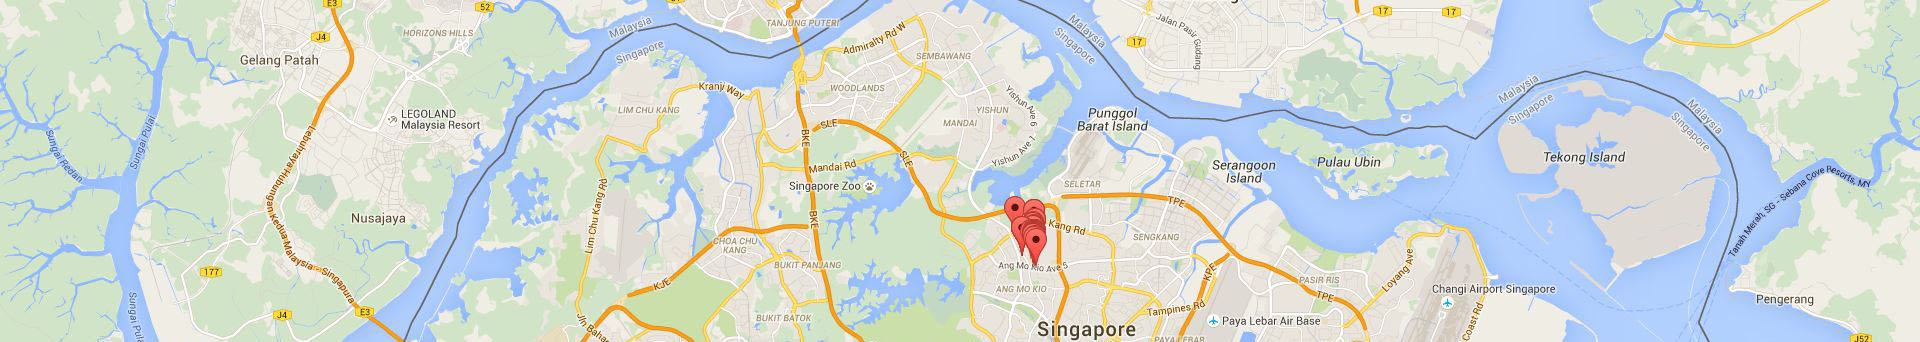 E3
52
Malaysia
Singapore
TANJUNG PUTERI
Admiralty Rd W
17
17
Jalan Pasir Gudang
17
J4
HORIZONS HILLS
Gelang Patah
SEMBAWANG
WOODLANDS
Kranji Way
LIM CHU KANG
YISHUN
Yishun Ave 6
MANDAI
Yishun Ave 1
Malaysia
Singapore
Punggol
Barat Island
Malaysia
Singapore
Malaysia
Singapore
LEGOLAND
Malaysia Resort
Sungai Pulai
Sungai Redan
Lebuhraya Hubungan Kedua Malaysia - Singapura
SLE
BKE
SLE
Mandai Rd
Singapore Zoo
Serangoon
Island
Pulau Ubin
Tekong Island
SELETAR
TPE
Tanah Merah, SG - Sebana Cove Resorts, MY
Nusajaya
Lim Chu Kang Rd
BKE
Kang Rd
SENGKANG
CHOA CHU
KANG
BUKIT PANJANG
Ang Mo Kio Ave 5
ANG MO KIO
KPE
Loyang Ave
177
KJE
PASIR RIS
TPE
Changi Airport Singapore
Pengerang
Sungai Pul
J4
E3
Jln Bahar
BUKIT BATOK
Tampines Rd
Singapore
Paya Lebar Air Base
PAYA LEBAR
Coast Rd
J52